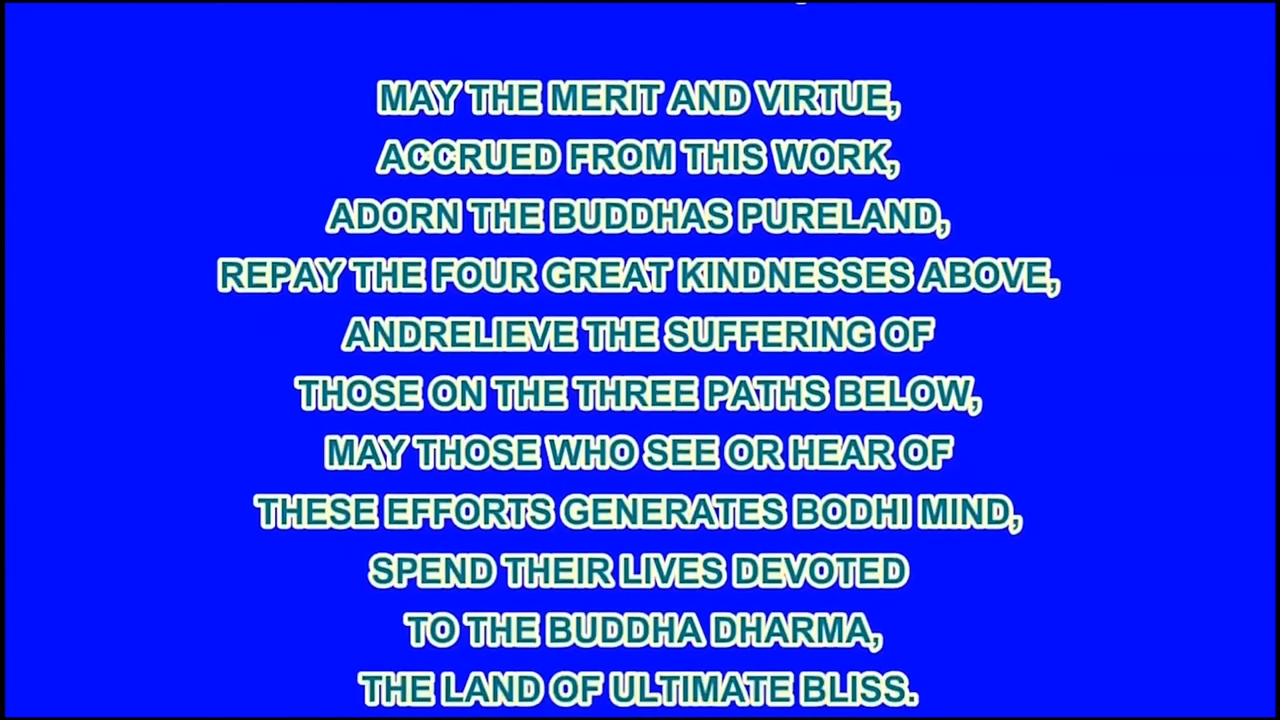 MAY THE MERIT AND VIRTUE,
ACCRUED FROM THIS WORK,
ADORN THE BUDDHAS PURELAND,
REPAY THE FOUR GREAT KINDNESSES ABOVE,
ANDRELIEVE THE SUFFERING OF
THOSE ON THE THREE PATHS BELOW,
MAY THOSE WHO SEE OR HEAR OF
THESE EFFORTS GENERATES BODHI MIND,
SPEND THEIR LIVES DEVOTED
TO THE BUDDHA DHARMA,
THE LAND OF ULTIMATE BLISS.